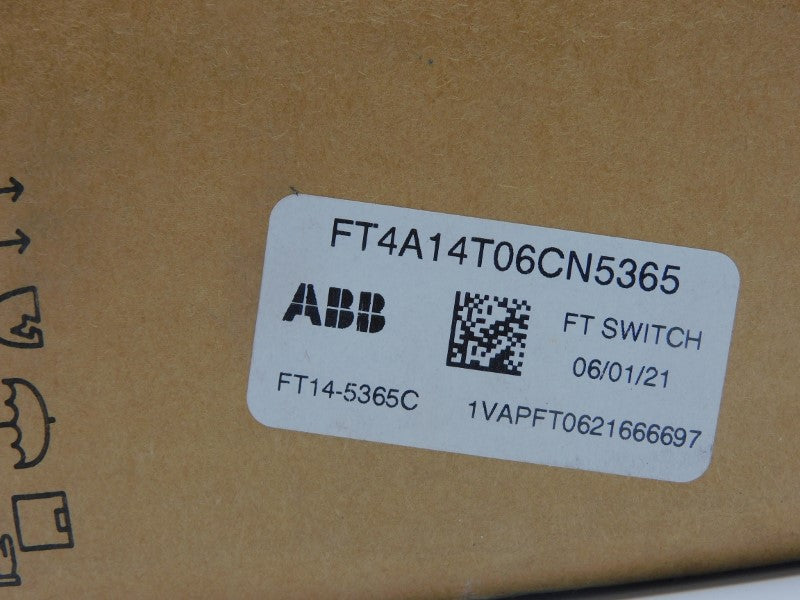 FT4A14T06CN5365
ABB
FT SWITCH
06/01/21
FT14-5365C
1VAPFT0621666697